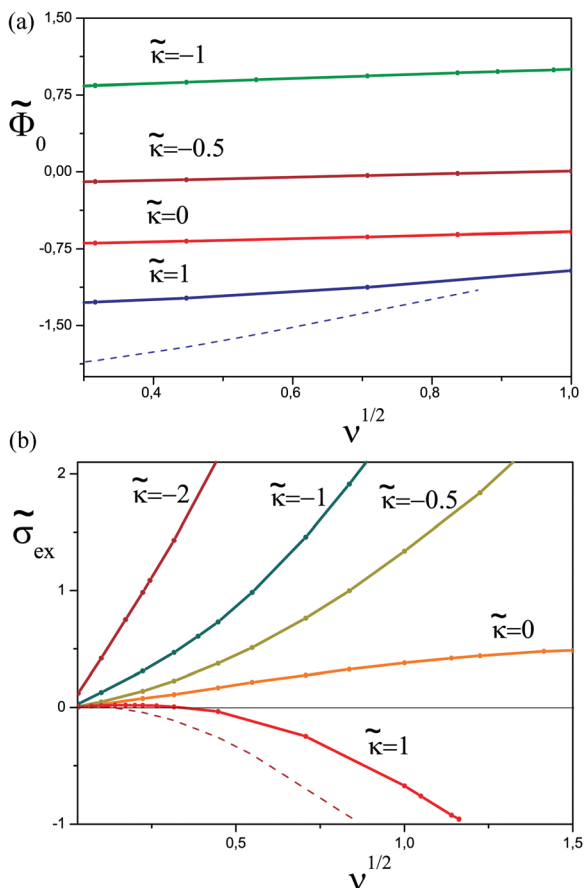 (a)
1,50
κ̃=−1
0,75
Φ̃0
0,00
κ̃=−0.5
κ̃=0
-0,75
κ̃=1
-1,50
0,4 0,6 0,8 1,0
ν1/2
(b)
2
κ̃=−2 κ̃=−1 κ̃=−0.5
σ̃ex
1
κ̃=0
0
κ̃=1
-1
0,5 1,0 1,5
ν1/2